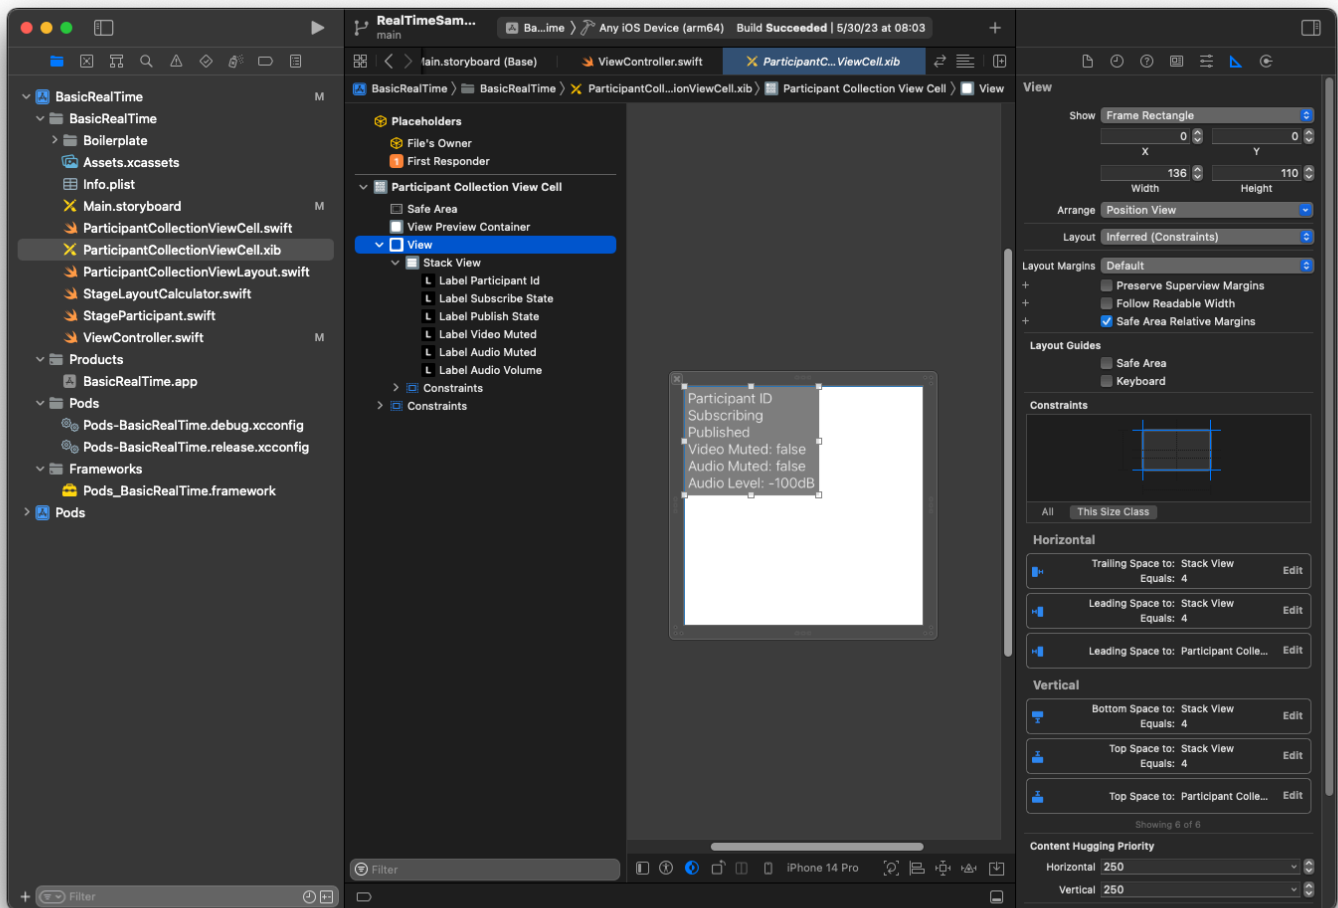 RealTimeSam...
main
Ba...ime
Any iOS Device (arm64)
Build Succeeded | 5/30/23 at 08:03
BasicRealTime
M
BasicRealTime
Boilerplate
Assets.xcassets
Info.plist
Main.storyboard
M
ParticipantCollectionViewCell.swift
ParticipantCollectionViewCell.xib
ParticipantCollectionViewLayout.swift
StageLayoutCalculator.swift
StageParticipant.swift
ViewController.swift
M
Products
BasicRealTime.app
Pods
Pods-BasicRealTime.debug.xcconfig
Pods-BasicRealTime.release.xcconfig
Frameworks
Pods_BasicRealTime.framework
Pods
Filter
Main.storyboard (Base)
ViewController.swift
ParticipantC...ViewCell.xib
BasicRealTime
BasicRealTime
ParticipantColl...ionViewCell.xib
Participant Collection View Cell
View
Placeholders
File's Owner
1 First Responder
Participant Collection View Cell
Safe Area
View Preview Container
View
Stack View
L Label Participant Id
L Label Subscribe State
L Label Publish State
L Label Video Muted
L Label Audio Muted
L Label Audio Volume
Constraints
Constraints
Filter
Participant ID
Subscribing
Published
Video Muted: false
Audio Muted: false
Audio Level: -100dB
iPhone 14 Pro
View
Show Frame Rectangle
0 0
X Y
136 110
Width Height
Arrange Position View
Layout Inferred (Constraints)
Layout Margins Default
Preserve Superview Margins
Follow Readable Width
Safe Area Relative Margins
Layout Guides
Safe Area
Keyboard
Constraints
All This Size Class
Horizontal
Trailing Space to: Stack View
Equals: 4
Edit
Leading Space to: Stack View
Equals: 4
Edit
Leading Space to: Participant Colle...
Edit
Vertical
Bottom Space to: Stack View
Equals: 4
Edit
Top Space to: Stack View
Equals: 4
Edit
Top Space to: Participant Colle...
Edit
Showing 6 of 6
Content Hugging Priority
Horizontal 250
Vertical 250